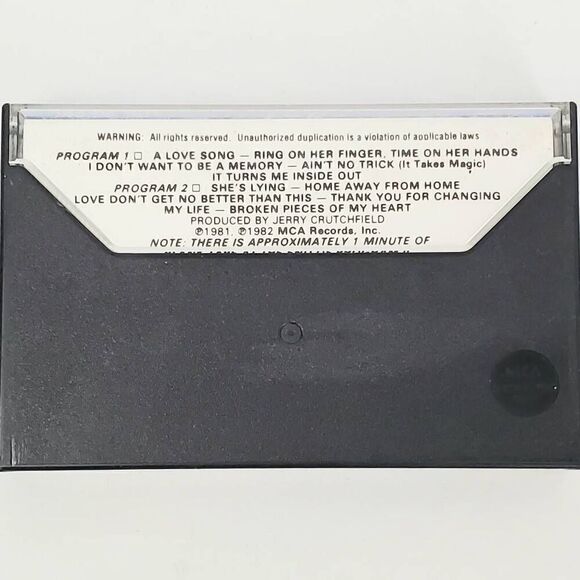 WARNING: All rights reserved. Unauthorized duplication is a violation of applicable laws
PROGRAM 1 □ A LOVE SONG – RING ON HER FINGER, TIME ON HER HANDS
I DON'T WANT TO BE A MEMORY – AIN'T NO TRICK (It Takes Magic)
IT TURNS ME INSIDE OUT
PROGRAM 2 □ SHE'S LYING – HOME AWAY FROM HOME
LOVE DON'T GET NO BETTER THAN THIS – THANK YOU FOR CHANGING
MY LIFE – BROKEN PIECES OF MY HEART
PRODUCED BY JERRY CRUTCHFIELD
℗1981, ℗1982 MCA Records, Inc.
NOTE: THERE IS APPROXIMATELY 1 MINUTE OF